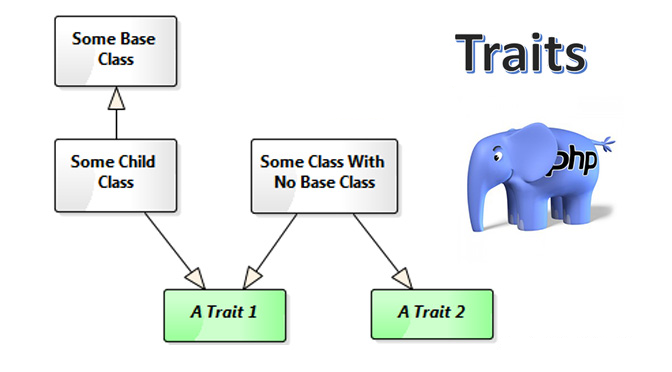 Some Base
Class
Traits
Some Child
Class
Some Class With
No Base Class
php
A Trait 1
A Trait 2